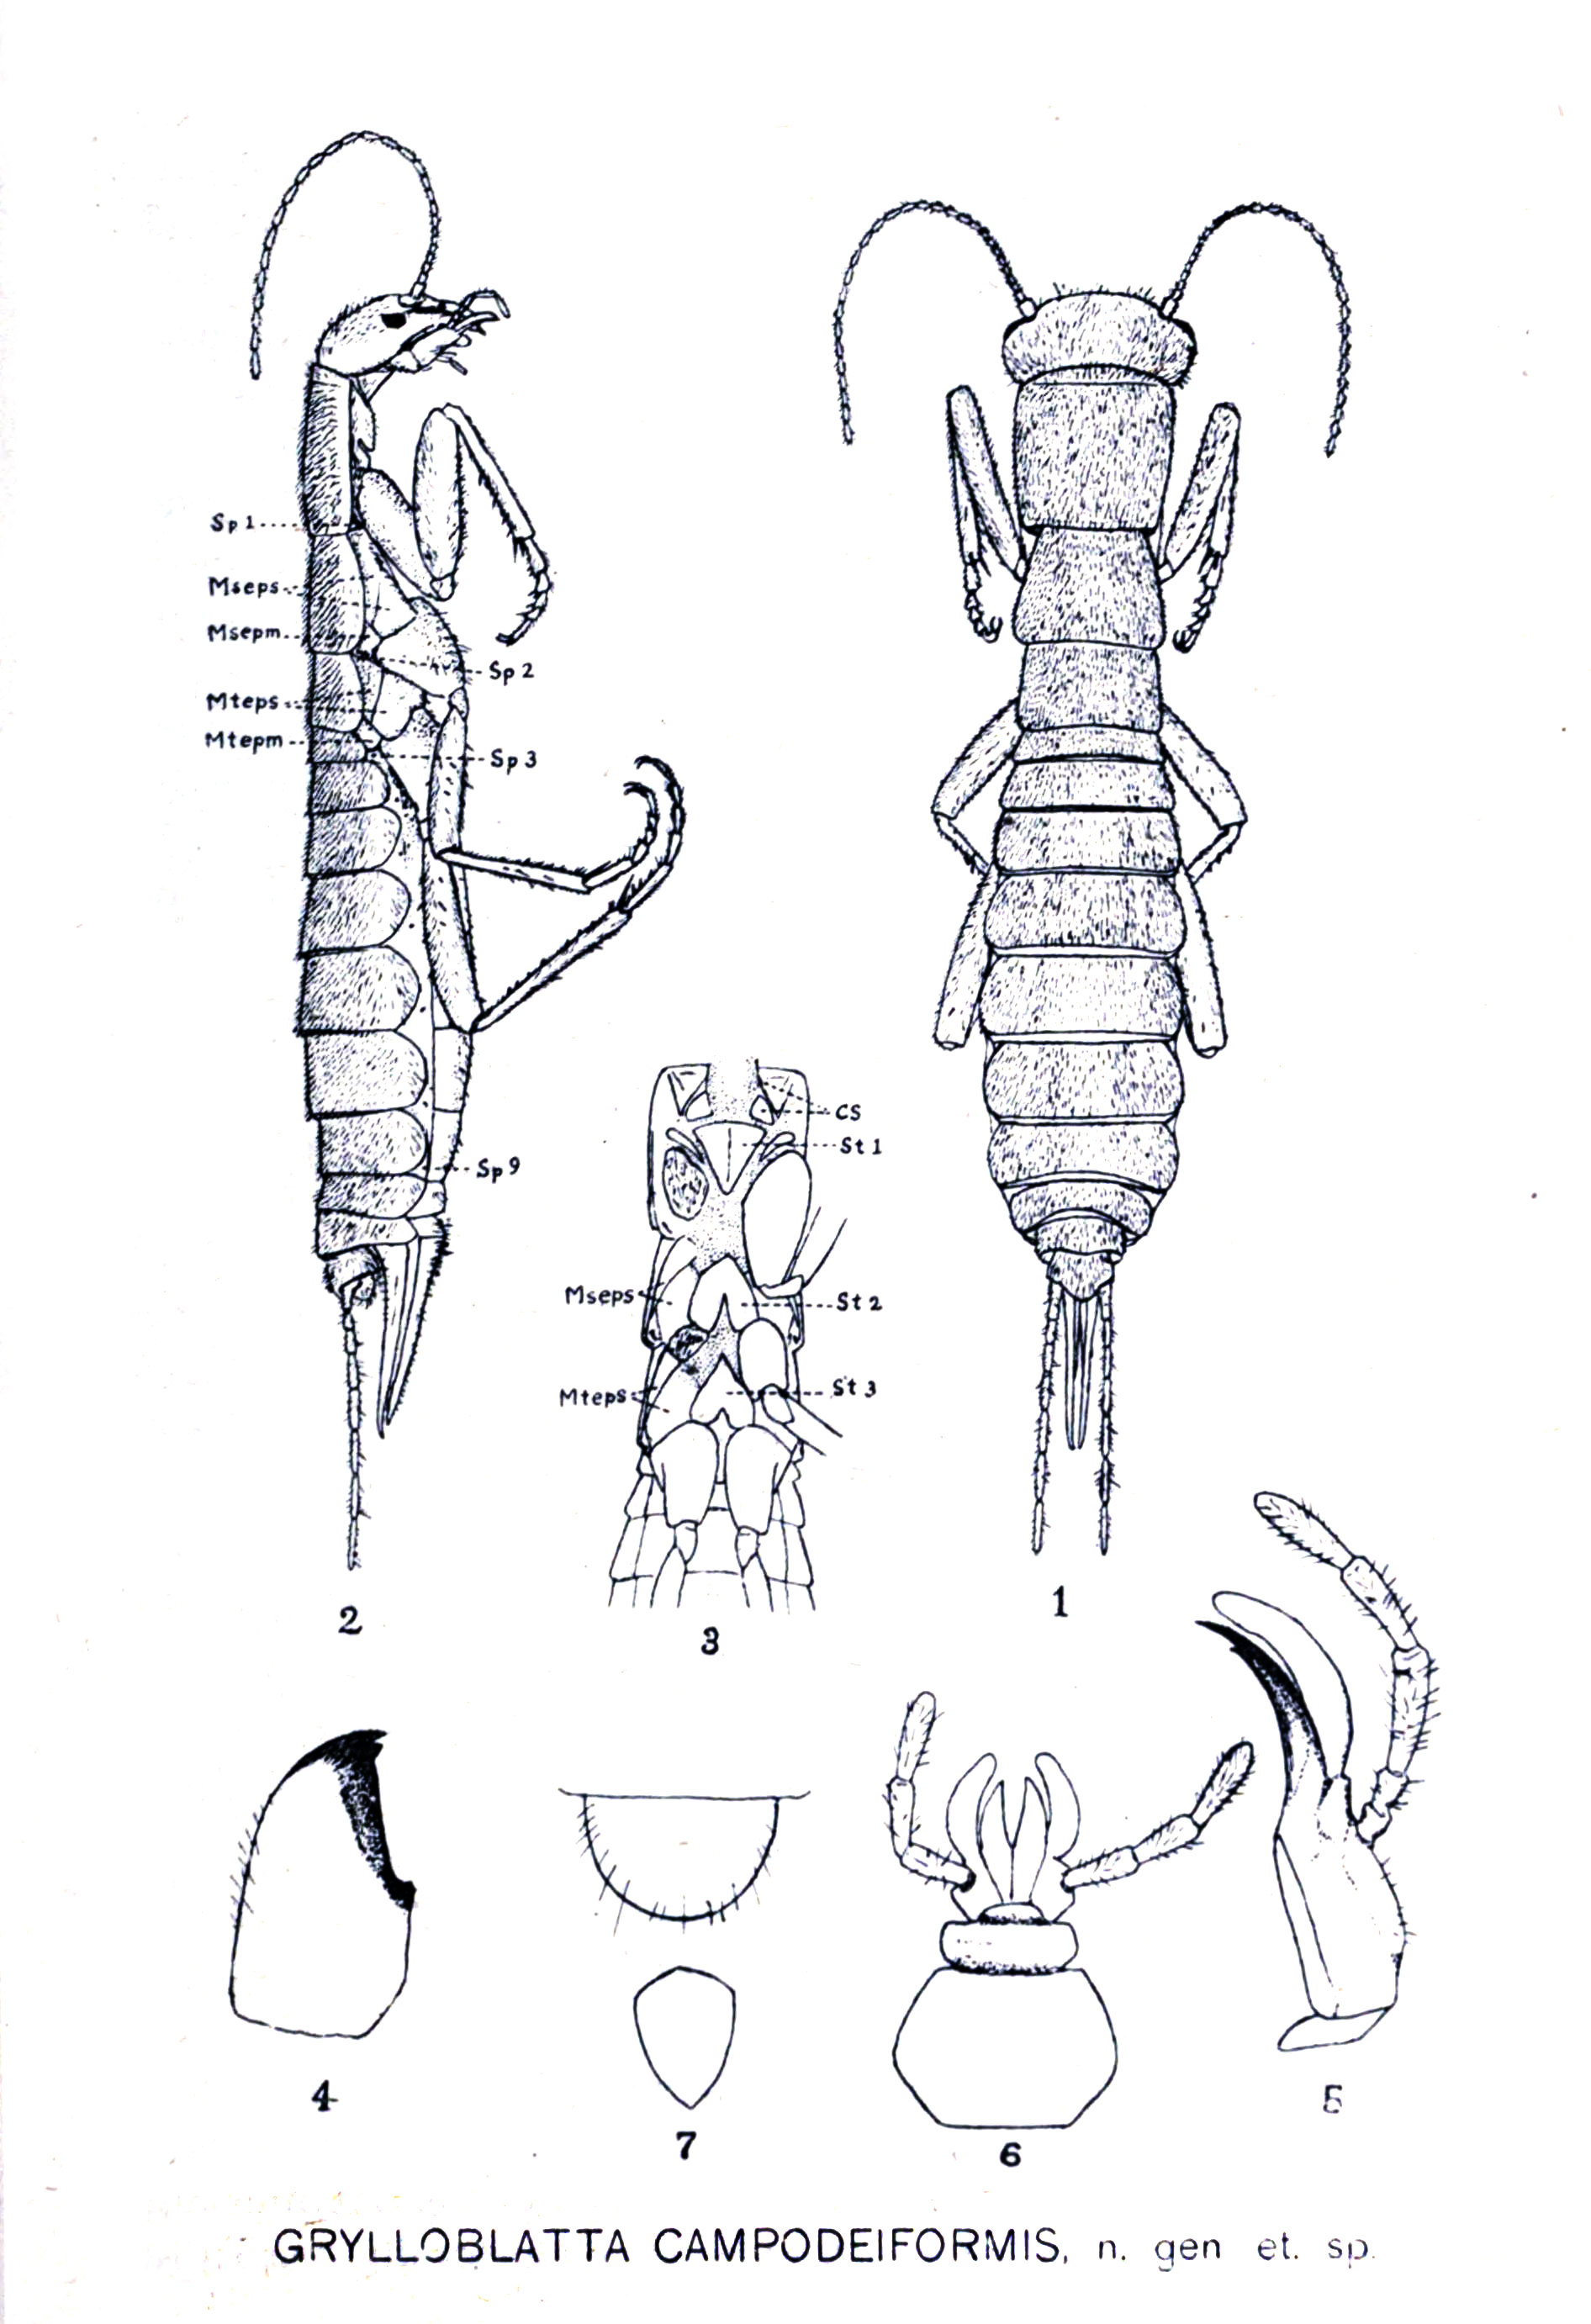 Sp 1
Mseps
Msepm
Sp 2
Mteps
Mtepm
Sp 3
Sp 9
CS
St 1
Mseps
St 2
Mteps
St 3
1
2
3
4
5
6
7
GRYLLOBLATTA CAMPODEIFORMIS, n. gen et. sp.